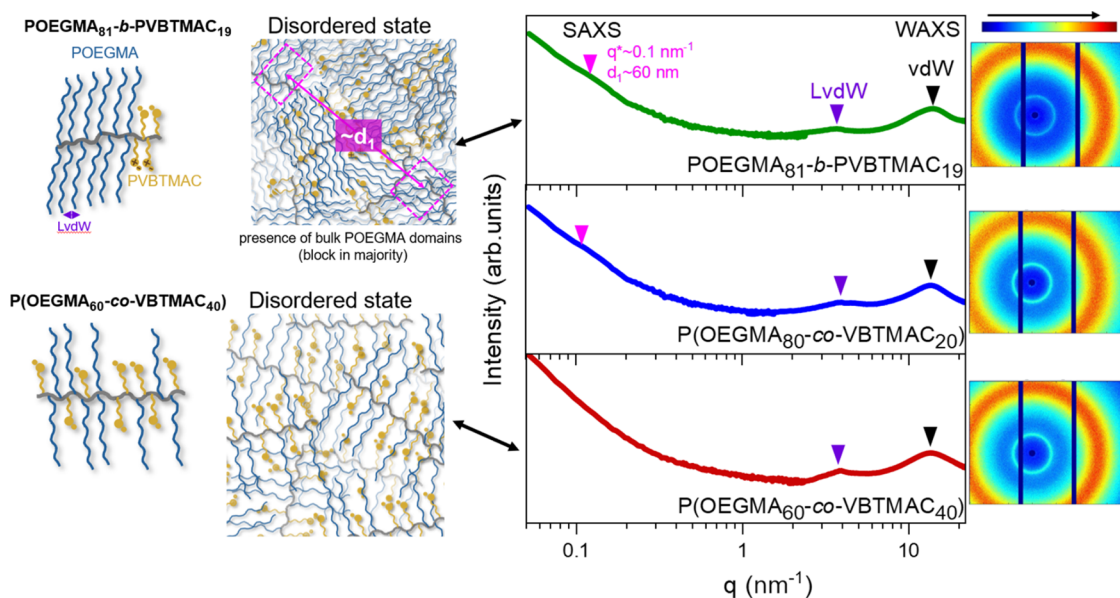 POEGMA81-b-PVBTMAC19
POEGMA
PVBTMAC
LvdW
Disordered state
~d1
presence of bulk POEGMA domains
(block in majority)
P(OEGMA60-co-VBTMAC40)
Disordered state
Intensity (arb.units)
SAXS
WAXS
q*~0.1 nm-1
d1~60 nm
LvdW
vdW
POEGMA81-b-PVBTMAC19
P(OEGMA80-co-VBTMAC20)
P(OEGMA60-co-VBTMAC40)
0.1
1
10
q (nm-1)